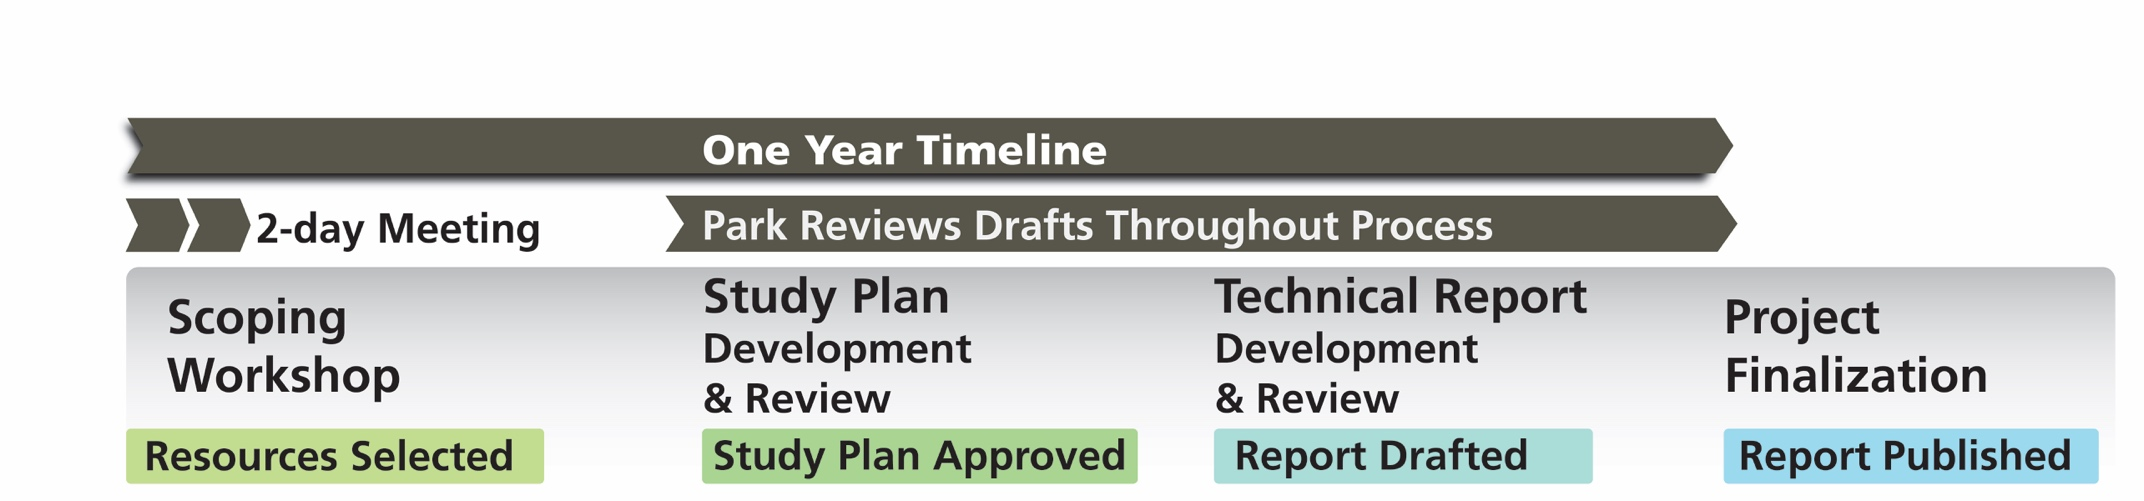 One Year Timeline
2-day Meeting
Park Reviews Drafts Throughout Process
Scoping
Workshop
Resources Selected
Study Plan
Development
& Review
Study Plan Approved
Technical Report
Development
& Review
Report Drafted
Project
Finalization
Report Published